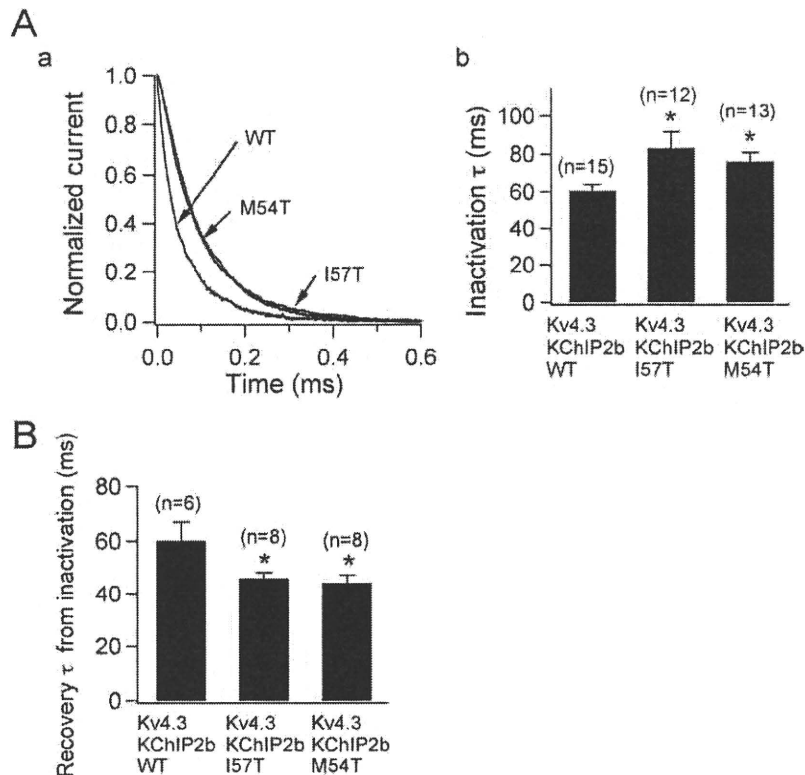 A
a
Normalized current
1.0
0.8
0.6
0.4
0.2
0.0
WT
M54T
I57T
0.0 0.2 0.4 0.6
Time (ms)
b
Inactivation τ (ms)
100
80
60
40
20
0
(n=15)
(n=12)
*
(n=13)
*
Kv4.3 Kv4.3 Kv4.3
KChIP2b KChIP2b KChIP2b
WT I57T M54T
B
Recovery τ from inactivation (ms)
80
60
40
20
0
(n=6)
(n=8)
*
(n=8)
*
Kv4.3 Kv4.3 Kv4.3
KChIP2b KChIP2b KChIP2b
WT I57T M54T